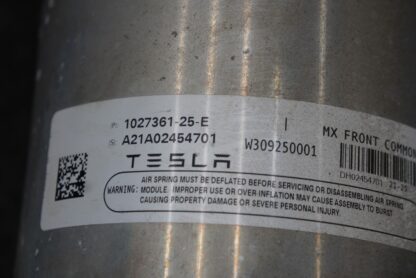 P: 1027361-25-E
S: A21A02454701
TESLA
W309250001
MX FRONT COMMON
WARNING:
AIR SPRING MUST BE DEFLATED BEFORE SERVICING OR DISASSEMBLING AIR SPRING
MODULE. IMPROPER USE OR OVER INFLATION MAY CAUSE ASSEMBLY TO BURST
CAUSING PROPERTY DAMAGE OR SEVERE PERSONAL INJURY.